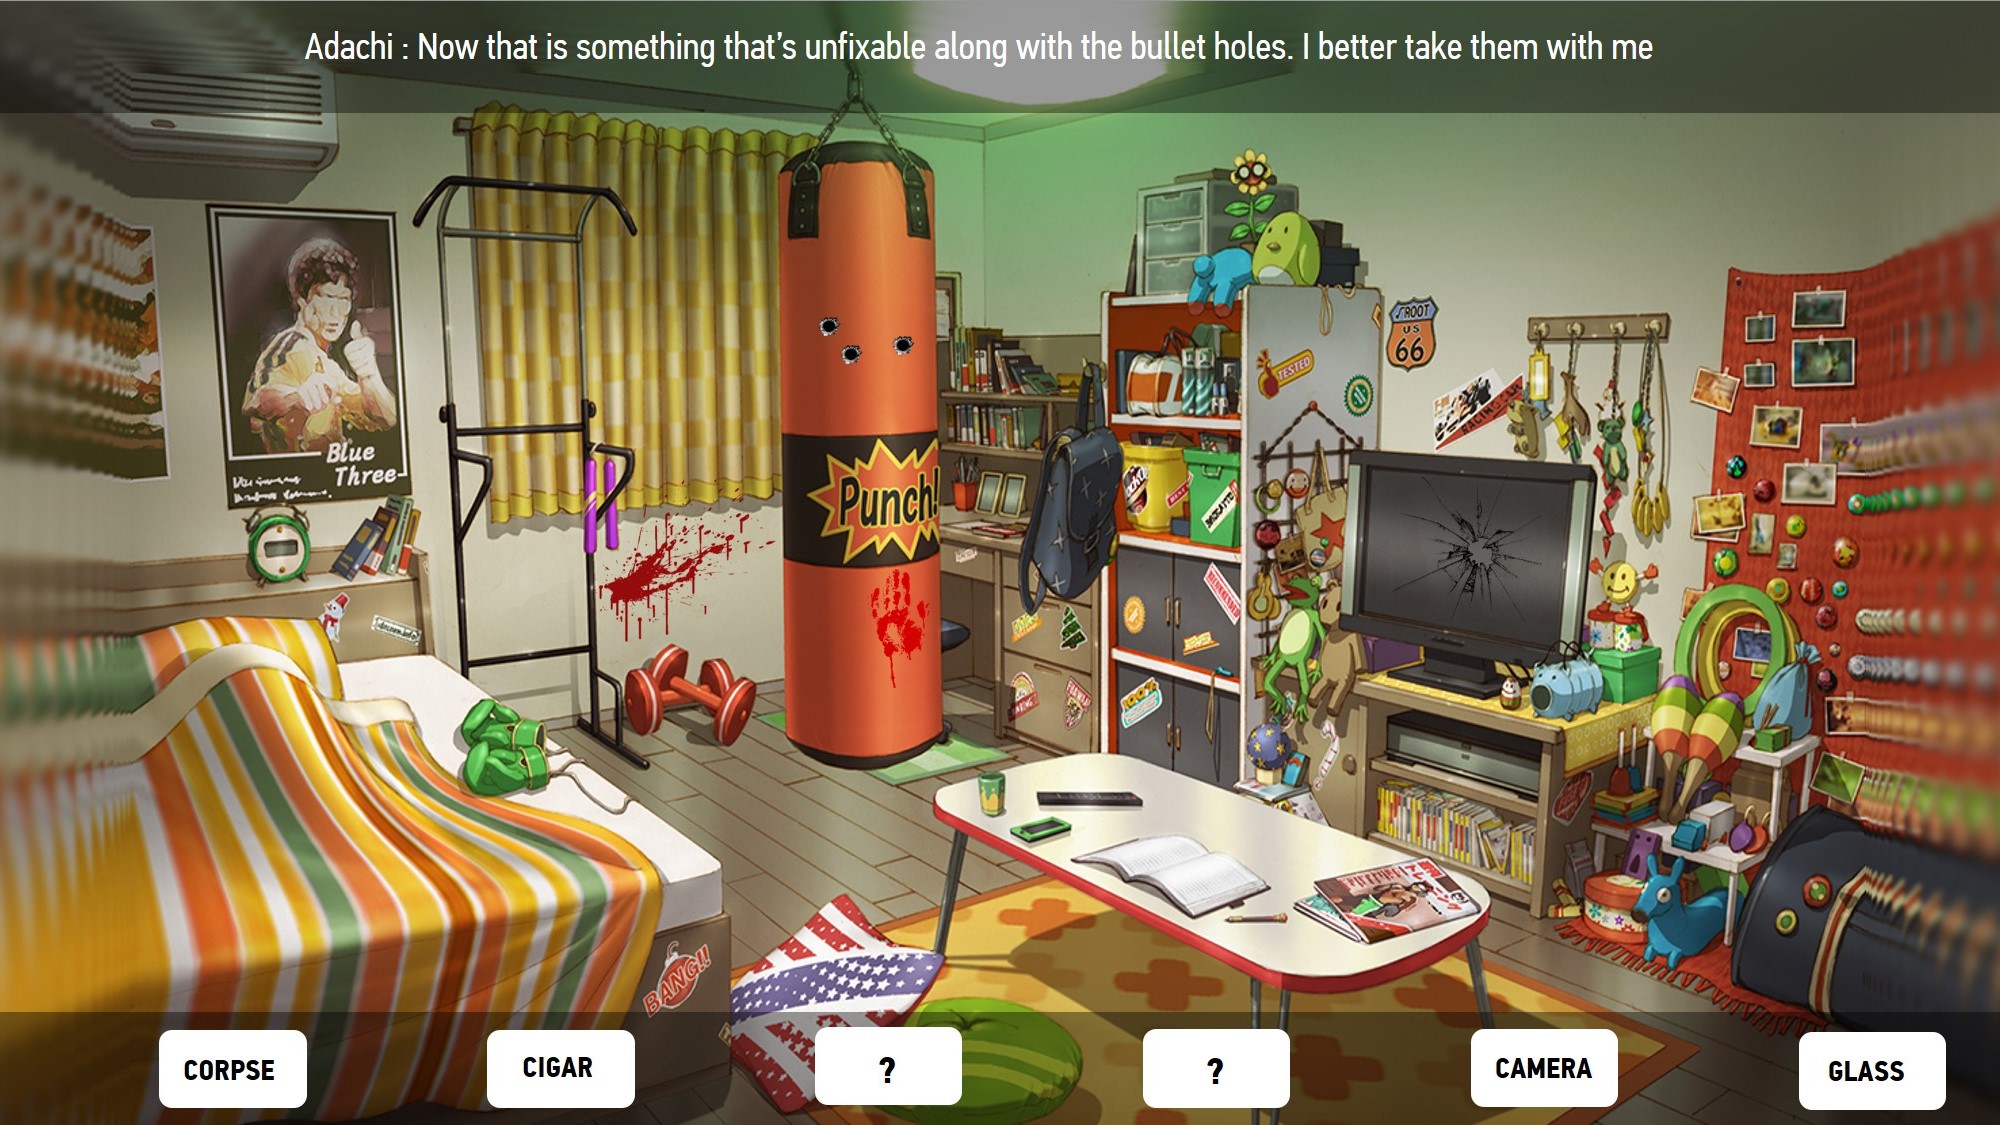 Adachi : Now that is something that's unfixable along with the bullet holes. I better take them with me
Blue
Three
Punch!
TESTED
ROOT
US
66
RACING
BANG!!
100%
CORPSE
CIGAR
?
?
CAMERA
GLASS